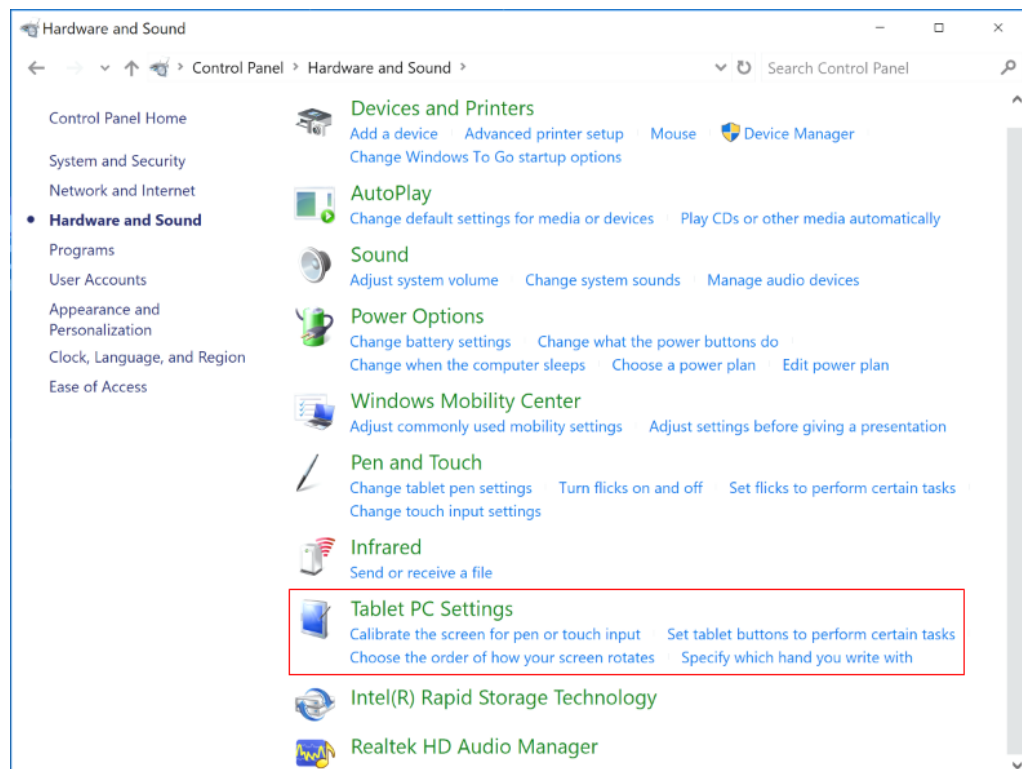 Hardware and Sound
Control Panel > Hardware and Sound >
Search Control Panel
Control Panel Home
System and Security
Network and Internet
Hardware and Sound
Programs
User Accounts
Appearance and
Personalization
Clock, Language, and Region
Ease of Access
Devices and Printers
Add a device Advanced printer setup Mouse Device Manager
Change Windows To Go startup options
AutoPlay
Change default settings for media or devices Play CDs or other media automatically
Sound
Adjust system volume Change system sounds Manage audio devices
Power Options
Change battery settings Change what the power buttons do
Change when the computer sleeps Choose a power plan Edit power plan
Windows Mobility Center
Adjust commonly used mobility settings Adjust settings before giving a presentation
Pen and Touch
Change tablet pen settings Turn flicks on and off Set flicks to perform certain tasks
Change touch input settings
Infrared
Send or receive a file
Tablet PC Settings
Calibrate the screen for pen or touch input Set tablet buttons to perform certain tasks
Choose the order of how your screen rotates Specify which hand you write with
Intel(R) Rapid Storage Technology
Realtek HD Audio Manager